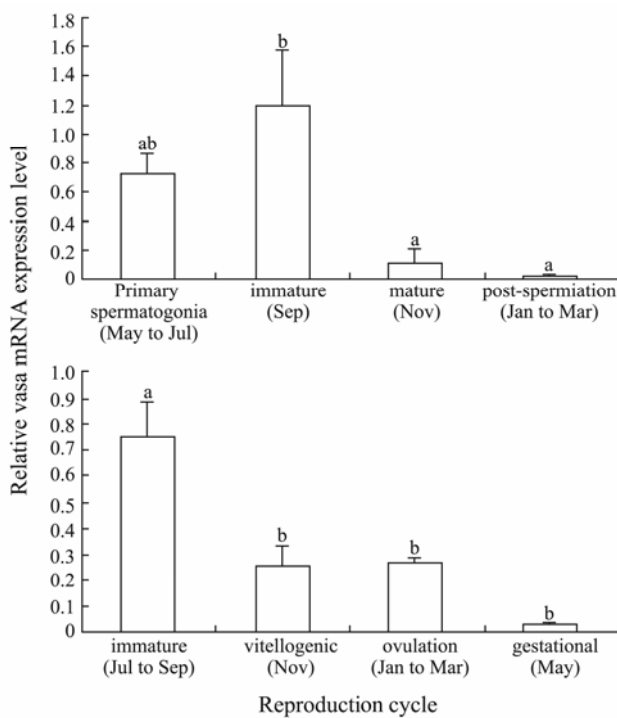 Relative vasa mRNA expression level
1.8
1.6
1.4
1.2
1.0
0.8
0.6
0.4
0.2
0
ab
b
a
a
Primary spermatogonia (May to Jul)
immature (Sep)
mature (Nov)
post-spermiation (Jan to Mar)
1.0
0.9
0.8
0.7
0.6
0.5
0.4
0.3
0.2
0.1
0
a
b
b
b
immature (Jul to Sep)
vitellogenic (Nov)
ovulation (Jan to Mar)
gestational (May)
Reproduction cycle